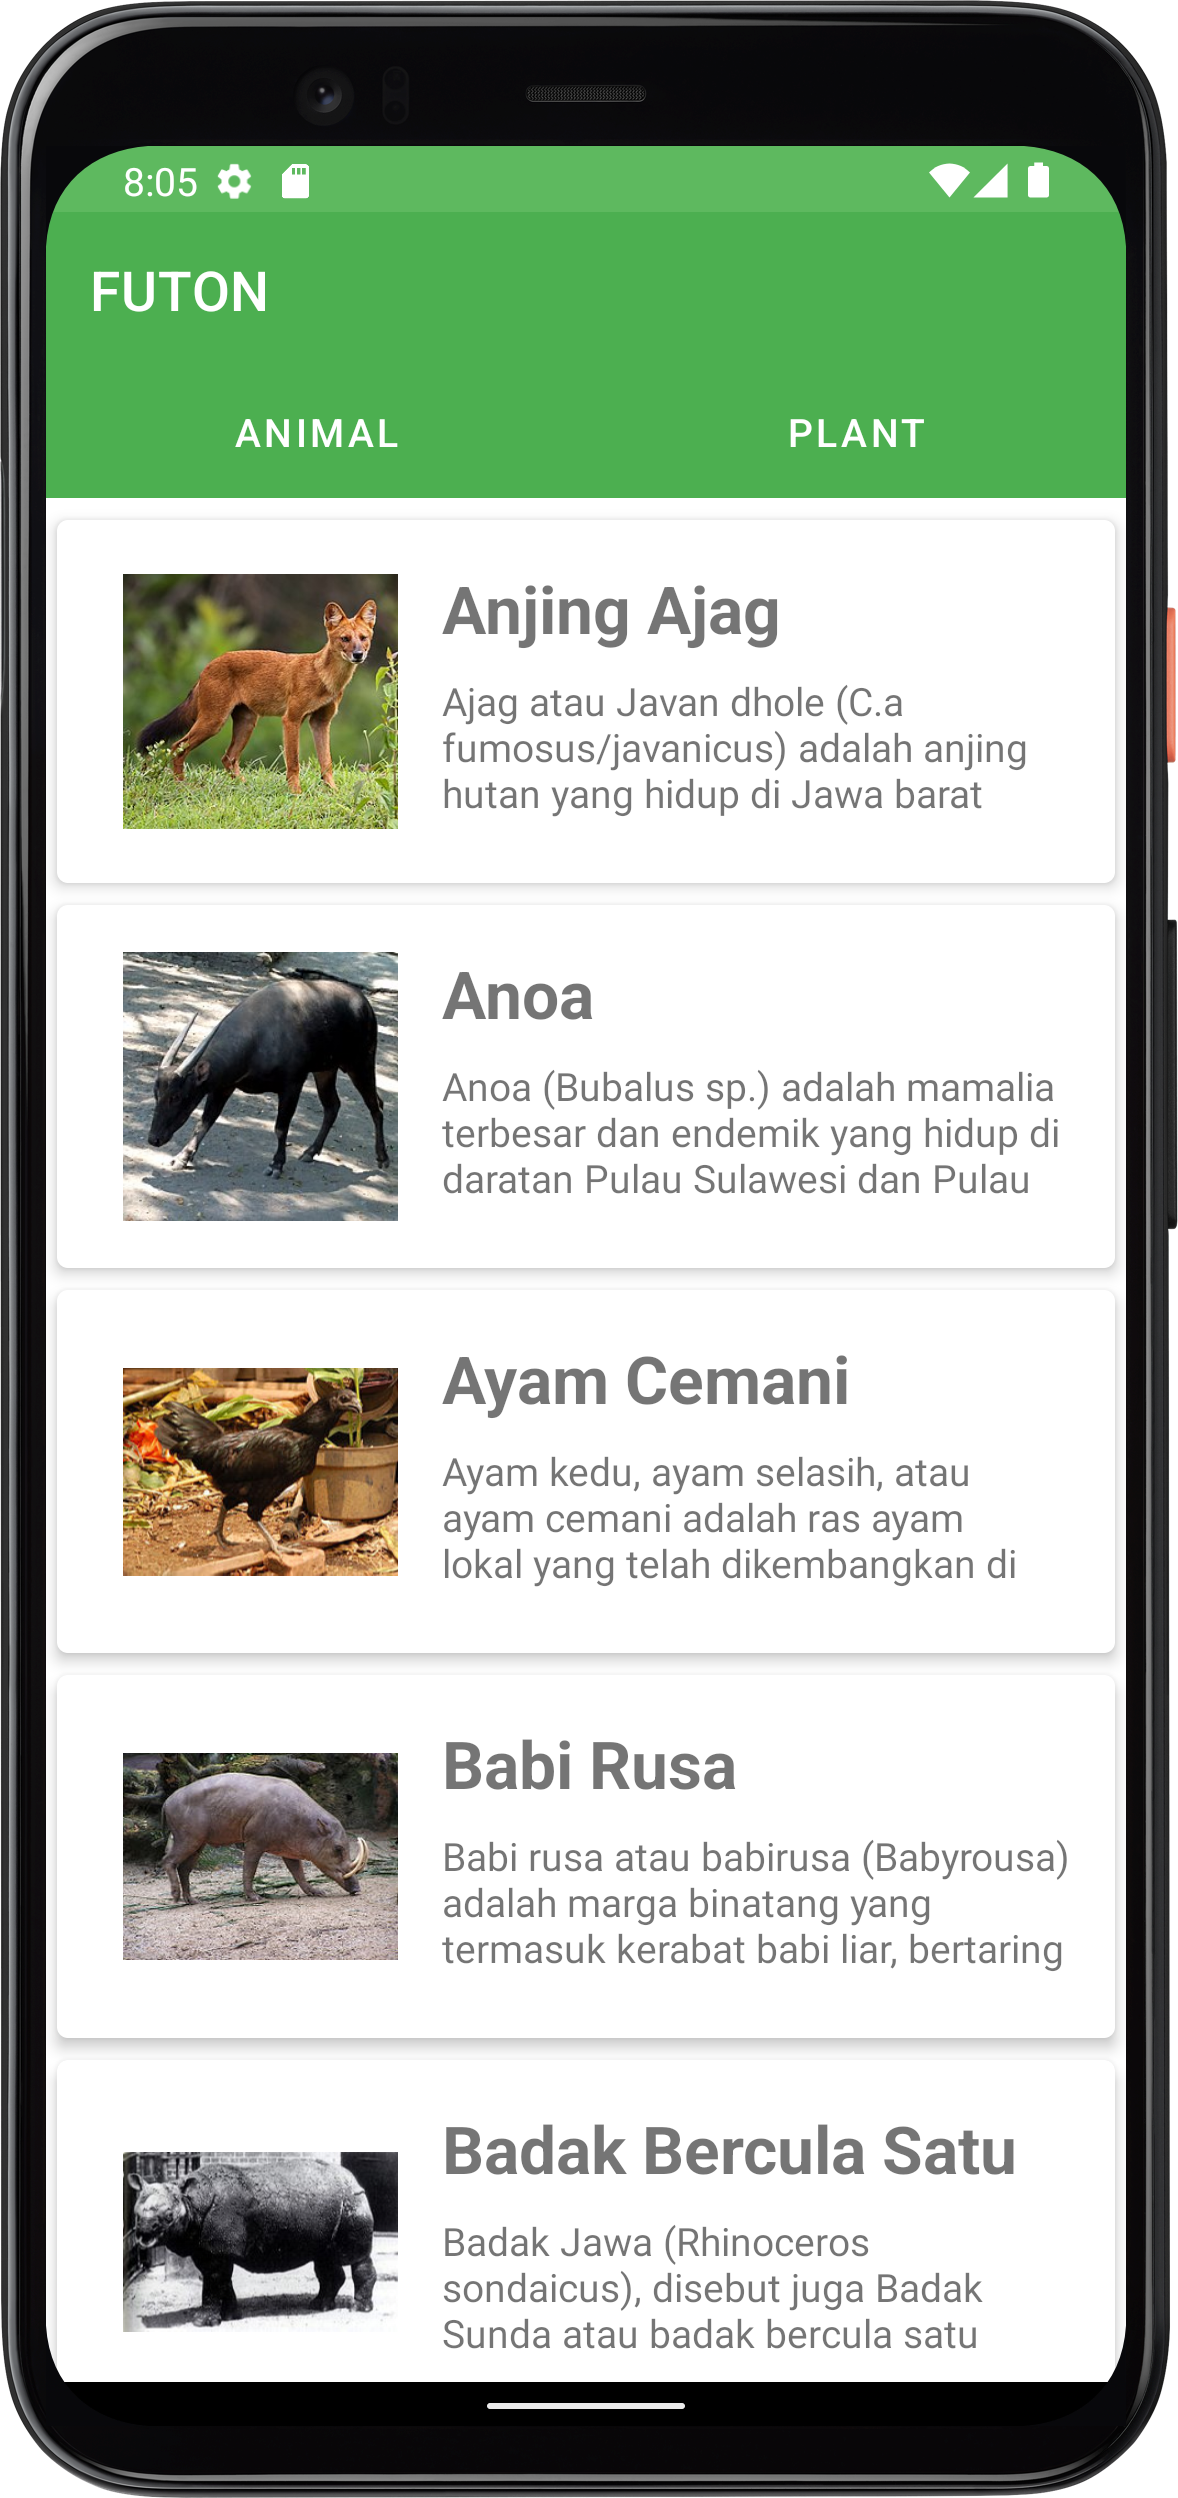 8:05
FUTON
ANIMAL
PLANT
Anjing Ajag
Ajag atau Javan dhole (C.a
fumosus/javanicus) adalah anjing
hutan yang hidup di Jawa barat
Anoa
Anoa (Bubalus sp.) adalah mamalia
terbesar dan endemik yang hidup di
daratan Pulau Sulawesi dan Pulau
Ayam Cemani
Ayam kedu, ayam selasih, atau
ayam cemani adalah ras ayam
lokal yang telah dikembangkan di
Babi Rusa
Babi rusa atau babirusa (Babyrousa)
adalah marga binatang yang
termasuk kerabat babi liar, bertaring
Badak Bercula Satu
Badak Jawa (Rhinoceros
sondaicus), disebut juga Badak
Sunda atau badak bercula satu